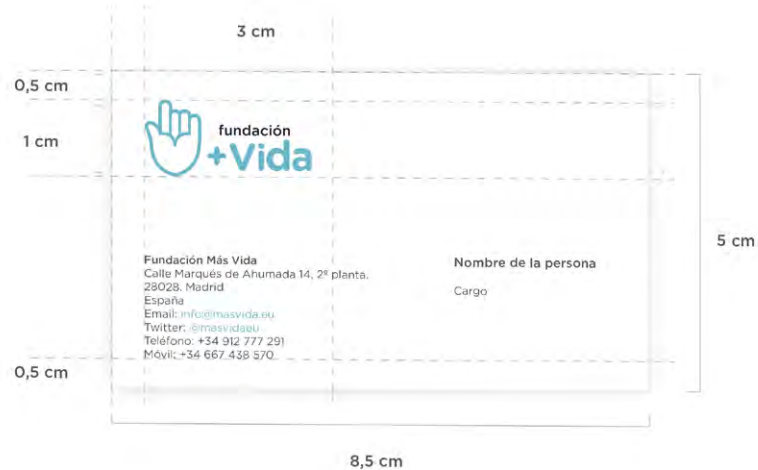 3 cm
0,5 cm
1 cm
fundación
+Vida
5 cm
Fundación Más Vida
Calle Marqués de Ahumada 14, 2º planta.
28028. Madrid
España
Email: info@masvida.eu
Twitter: @masvidaeu
Teléfono: +34 912 777 291
Móvil: +34 667 438 570
Nombre de la persona
Cargo
0,5 cm
8,5 cm